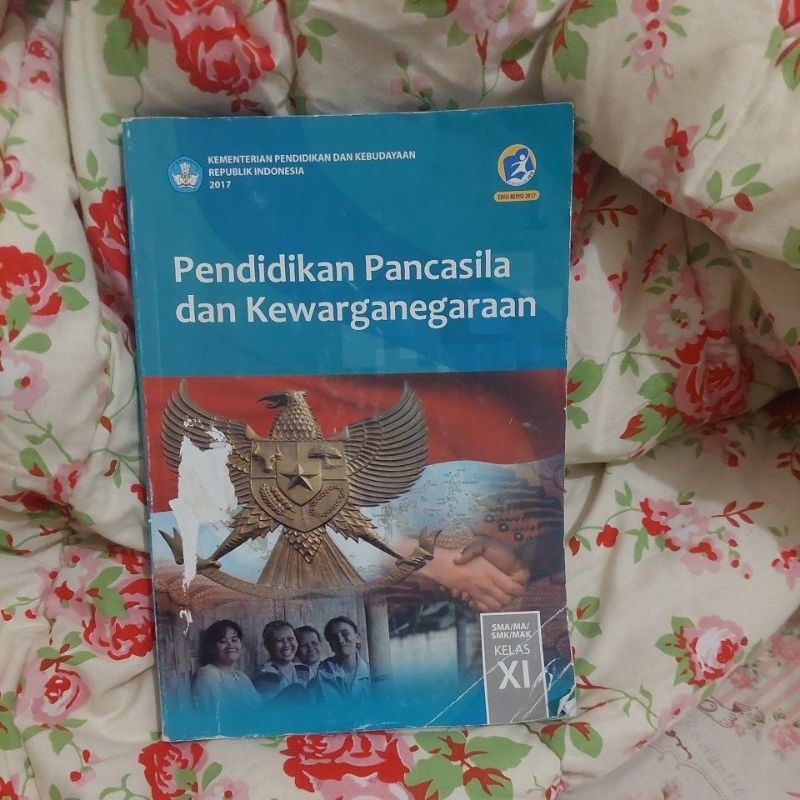 KEMENTERIAN PENDIDIKAN DAN KEBUDAYAAN
REPUBLIK INDONESIA
2017
EDISI REVISI 2017
Pendidikan Pancasila
dan Kewarganegaraan
SMA/MA/
SMK/MAK
KELAS
XI
Romantic